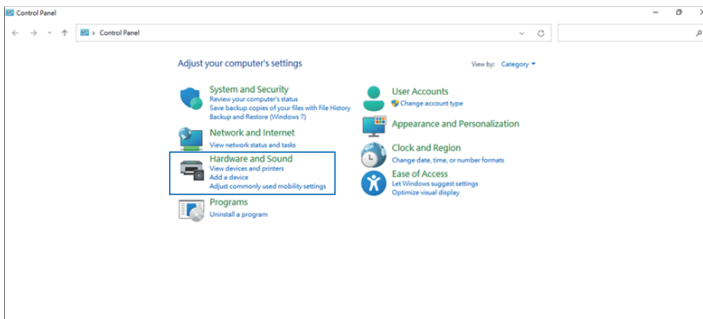 Control Panel
Control Panel
Adjust your computer's settings
View by: Category
System and Security
Review your computer's status
Save backup copies of your files with File History
Backup and Restore (Windows 7)
Network and Internet
View network status and tasks
Hardware and Sound
View devices and printers
Add a device
Adjust commonly used mobility settings
Programs
Uninstall a program
User Accounts
Change account type
Appearance and Personalization
Clock and Region
Change date, time, or number formats
Ease of Access
Let Windows suggest settings
Optimize visual display